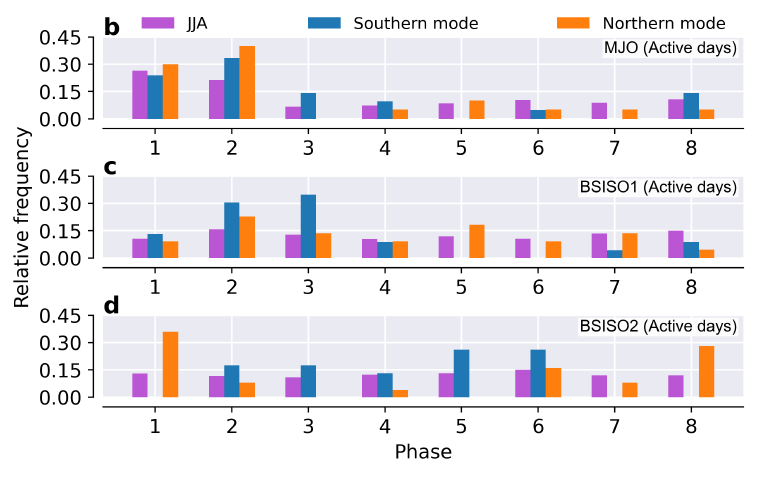 b
JJA Southern mode Northern mode
MJO (Active days)
0.45
0.30
0.15
0.00
1 2 3 4 5 6 7 8
c
BSISO1 (Active days)
0.45
0.30
0.15
0.00
1 2 3 4 5 6 7 8
Relative frequency
d
BSISO2 (Active days)
0.45
0.30
0.15
0.00
1 2 3 4 5 6 7 8
Phase